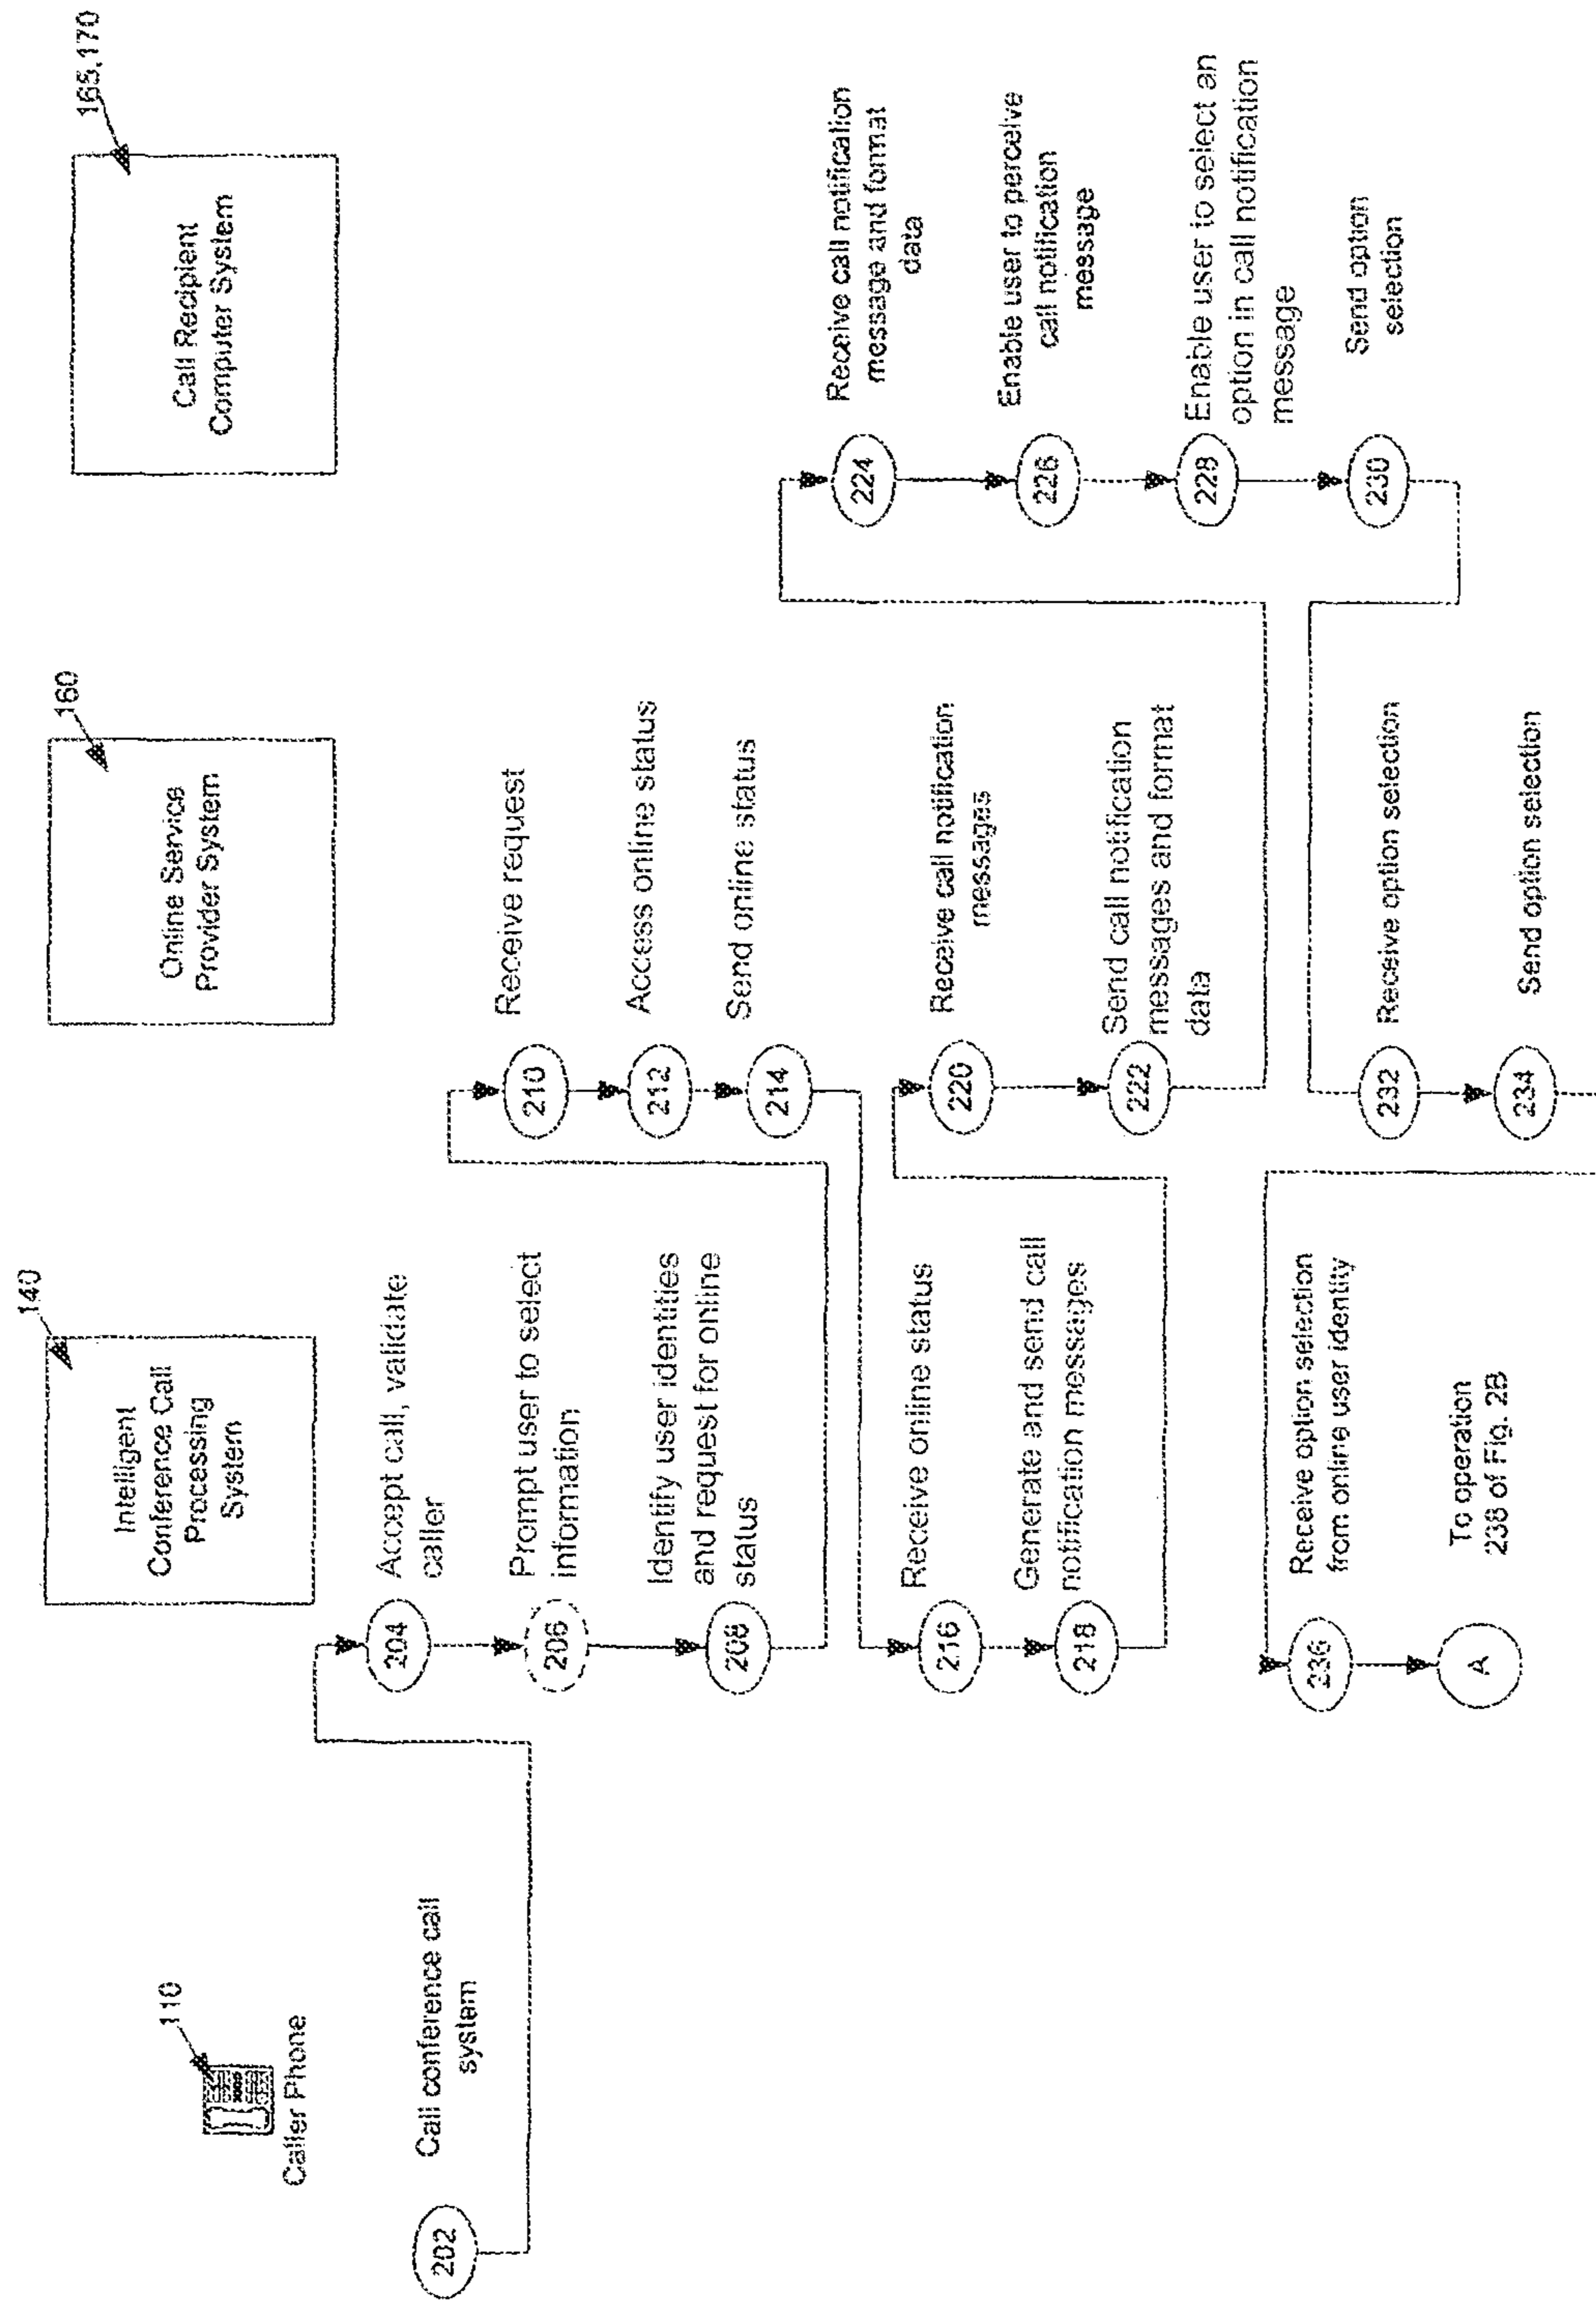 110
Caller Phone
140
Intelligent
Conference Call
Processing
System
160
Online Service
Provider System
165,170
Call Recipient
Computer System
202
Call conference call
system
204
Accept call, validate
caller
206
Prompt user to select
information
208
Identify user identities
and request for online
status
210
Receive request
212
Access online status
214
Send online status
216
Receive online status
218
Generate and send call
notification messages
220
Receive call notification
messages
222
Send call notification
messages and format
data
224
Receive call notification
message and format
data
226
Enable user to perceive
call notification
message
228
Enable user to select an
option in call notification
message
230
Send option
selection
232
Receive option selection
234
Send option selection
236
Receive option selection
from online user identity
A
To operation
238 of Fig. 2B